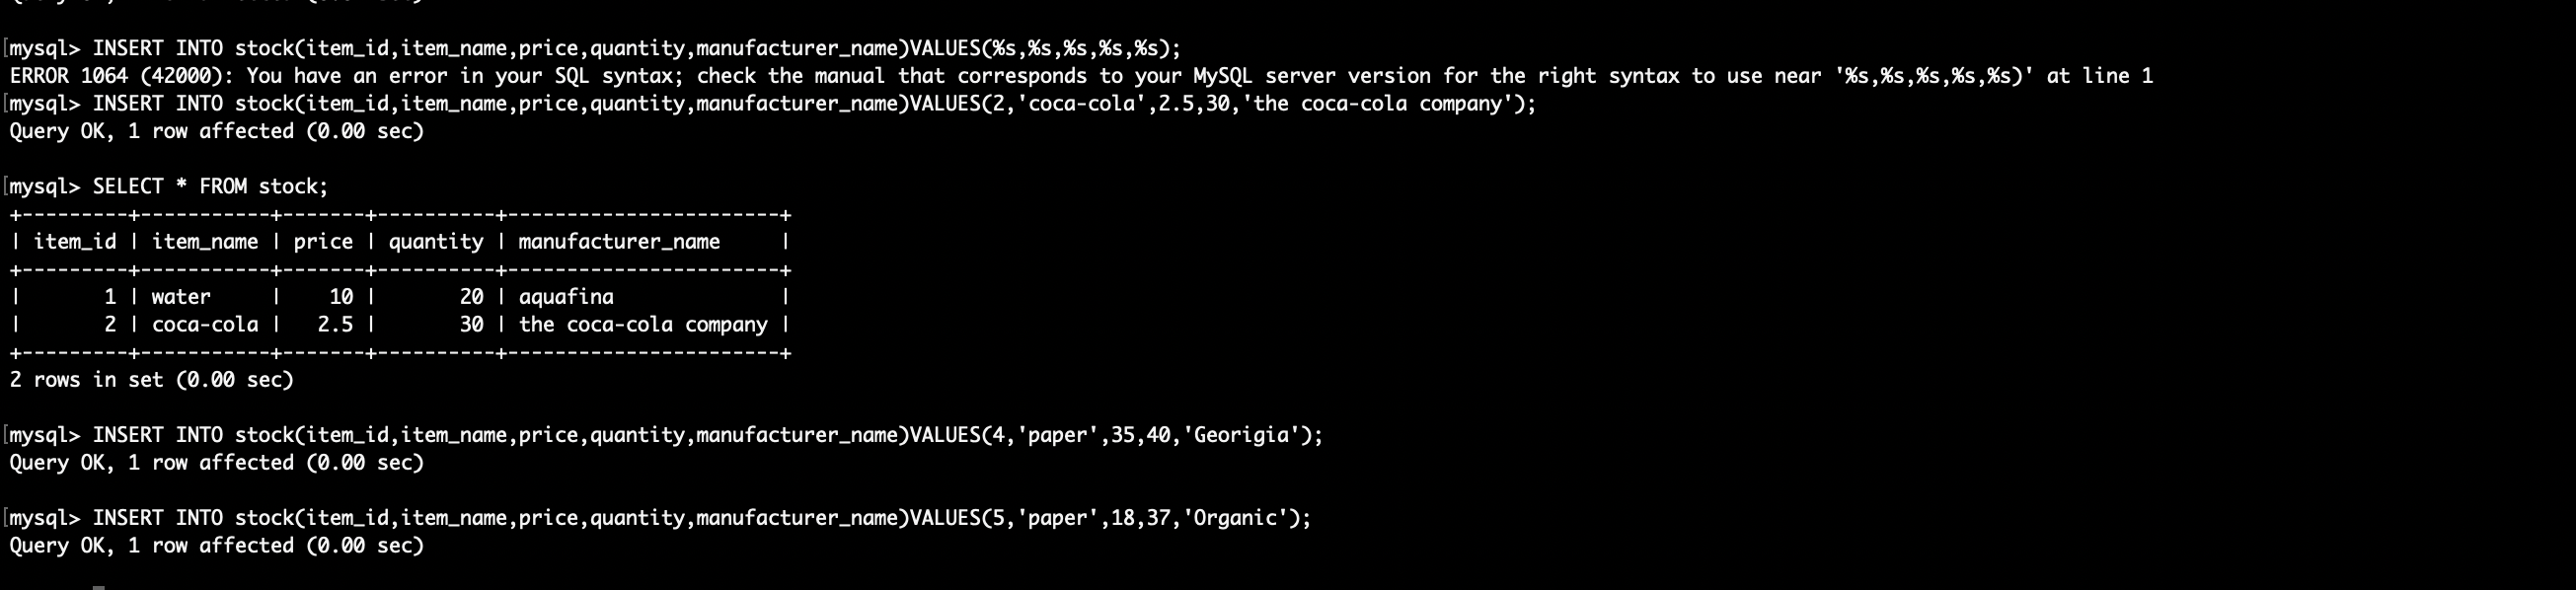 mysql> INSERT INTO stock(item_id,item_name,price,quantity,manufacturer_name)VALUES(%s,%s,%s,%s,%s);
ERROR 1064 (42000): You have an error in your SQL syntax; check the manual that corresponds to your MySQL server version for the right syntax to use near '%s,%s,%s,%s,%s)' at line 1
mysql> INSERT INTO stock(item_id,item_name,price,quantity,manufacturer_name)VALUES(2,'coca-cola',2.5,30,'the coca-cola company');
Query OK, 1 row affected (0.00 sec)
mysql> SELECT * FROM stock;
+---------+-----------+-------+----------+-----------------------+
| item_id | item_name | price | quantity | manufacturer_name     |
+---------+-----------+-------+----------+-----------------------+
|       1 | water     |    10 |       20 | aquafina              |
|       2 | coca-cola |   2.5 |       30 | the coca-cola company |
+---------+-----------+-------+----------+-----------------------+
2 rows in set (0.00 sec)
mysql> INSERT INTO stock(item_id,item_name,price,quantity,manufacturer_name)VALUES(4,'paper',35,40,'Georigia');
Query OK, 1 row affected (0.00 sec)
mysql> INSERT INTO stock(item_id,item_name,price,quantity,manufacturer_name)VALUES(5,'paper',18,37,'Organic');
Query OK, 1 row affected (0.00 sec)